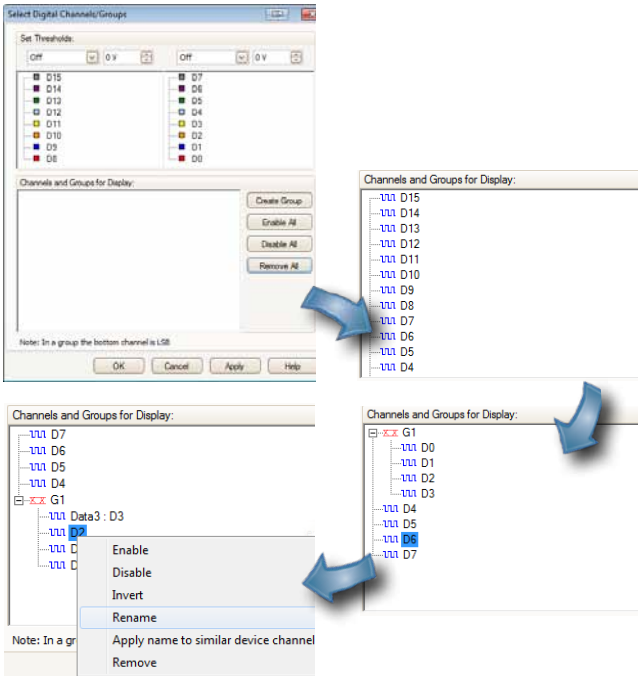 Select Digital Channels/Groups
Set Thresholds:
Off 0 V Off 0 V
D15 D7
D14 D6
D13 D5
D12 D4
D11 D3
D10 D2
D9 D1
D8 D0
Channels and Groups for Display:
Create Group
Enable All
Disable All
Remove All
Note: In a group the bottom channel is LSB
OK Cancel Apply Help
Channels and Groups for Display:
D15
D14
D13
D12
D11
D10
D9
D8
D7
D6
D5
D4
Channels and Groups for Display:
G1
D0
D1
D2
D3
D4
D5
D6
D7
Channels and Groups for Display:
D7
D6
D5
D4
G1
Data3 : D3
D2
D
D
Enable
Disable
Invert
Rename
Apply name to similar device channel
Remove
Note: In a gr